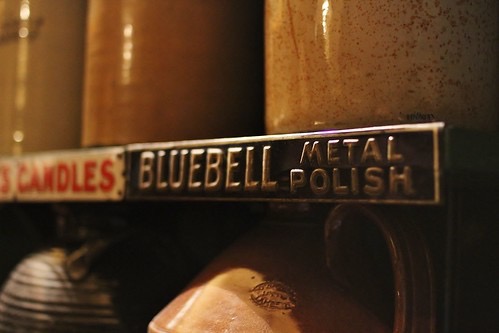 'S CANDLES
BLUEBELL METAL
POLISH